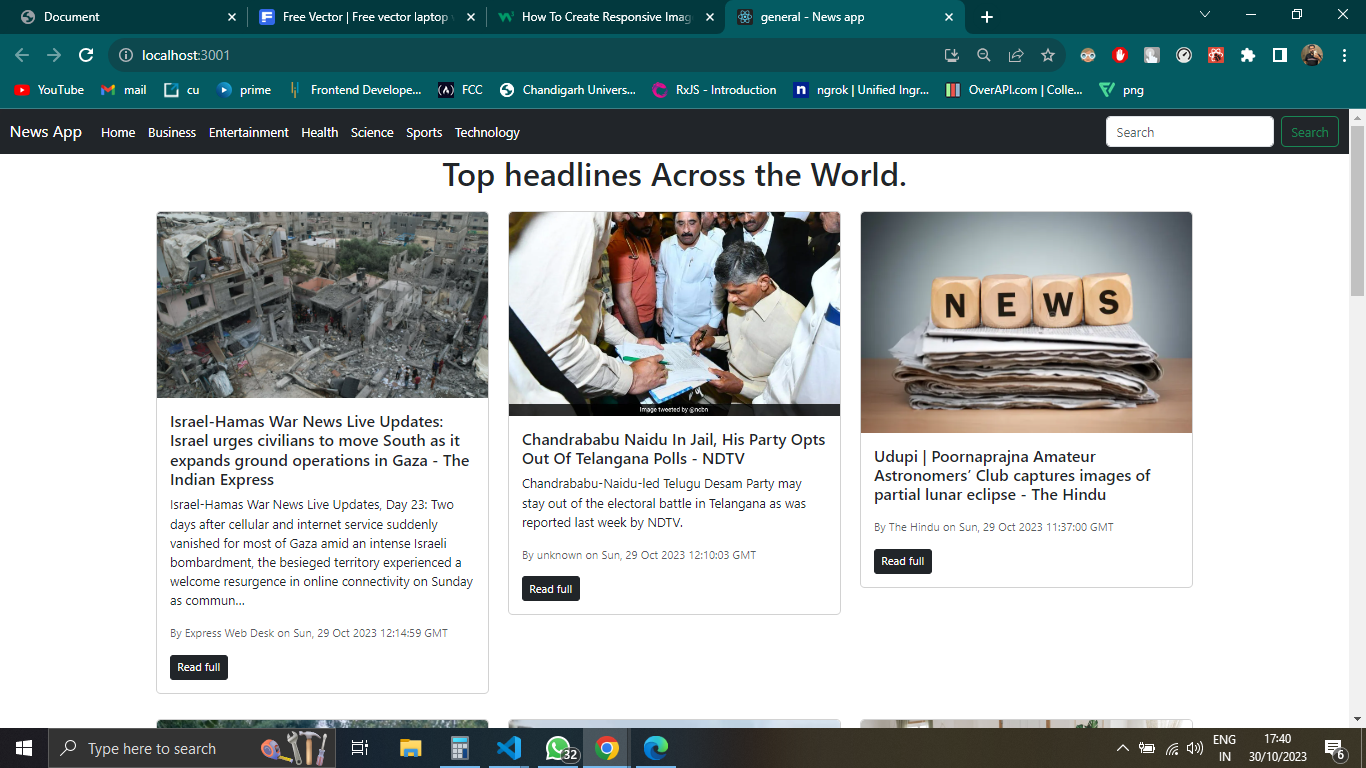 Document
Free Vector | Free vector laptop
How To Create Responsive Imag
general - News app
localhost:3001
YouTube
mail
cu
prime
Frontend Develope...
FCC
Chandigarh Univers...
RxJS - Introduction
ngrok | Unified Ingr...
OverAPI.com | Colle...
png
News App
Home
Business
Entertainment
Health
Science
Sports
Technology
Search
Search
Top headlines Across the World.
Israel-Hamas War News Live Updates:
Israel urges civilians to move South as it
expands ground operations in Gaza - The
Indian Express
Israel-Hamas War News Live Updates, Day 23: Two
days after cellular and internet service suddenly
vanished for most of Gaza amid an intense Israeli
bombardment, the besieged territory experienced a
welcome resurgence in online connectivity on Sunday
as commun...
By Express Web Desk on Sun, 29 Oct 2023 12:14:59 GMT
Read full
Image tweeted by @ncbn
Chandrababu Naidu In Jail, His Party Opts
Out Of Telangana Polls - NDTV
Chandrababu-Naidu-led Telugu Desam Party may
stay out of the electoral battle in Telangana as was
reported last week by NDTV.
By unknown on Sun, 29 Oct 2023 12:10:03 GMT
Read full
NEWS
Udupi | Poornaprajna Amateur
Astronomers’ Club captures images of
partial lunar eclipse - The Hindu
By The Hindu on Sun, 29 Oct 2023 11:37:00 GMT
Read full
Type here to search
32
ENG
IN
17:40
30/10/2023
6